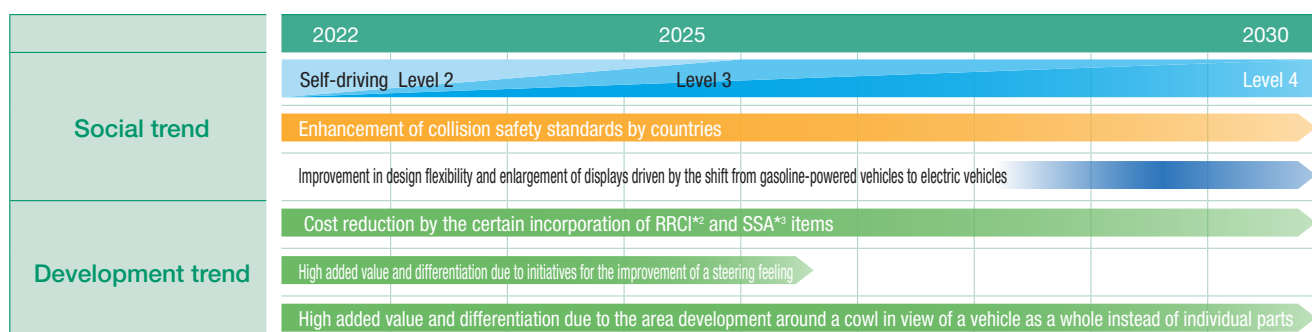 2022 2025 2030
Social trend
Self-driving Level 2 Level 3 Level 4
Enhancement of collision safety standards by countries
Improvement in design flexibility and enlargement of displays driven by the shift from gasoline-powered vehicles to electric vehicles
Development trend
Cost reduction by the certain incorporation of RRCI*2 and SSA*3 items
High added value and differentiation due to initiatives for the improvement of a steering feeling
High added value and differentiation due to the area development around a cowl in view of a vehicle as a whole instead of individual parts